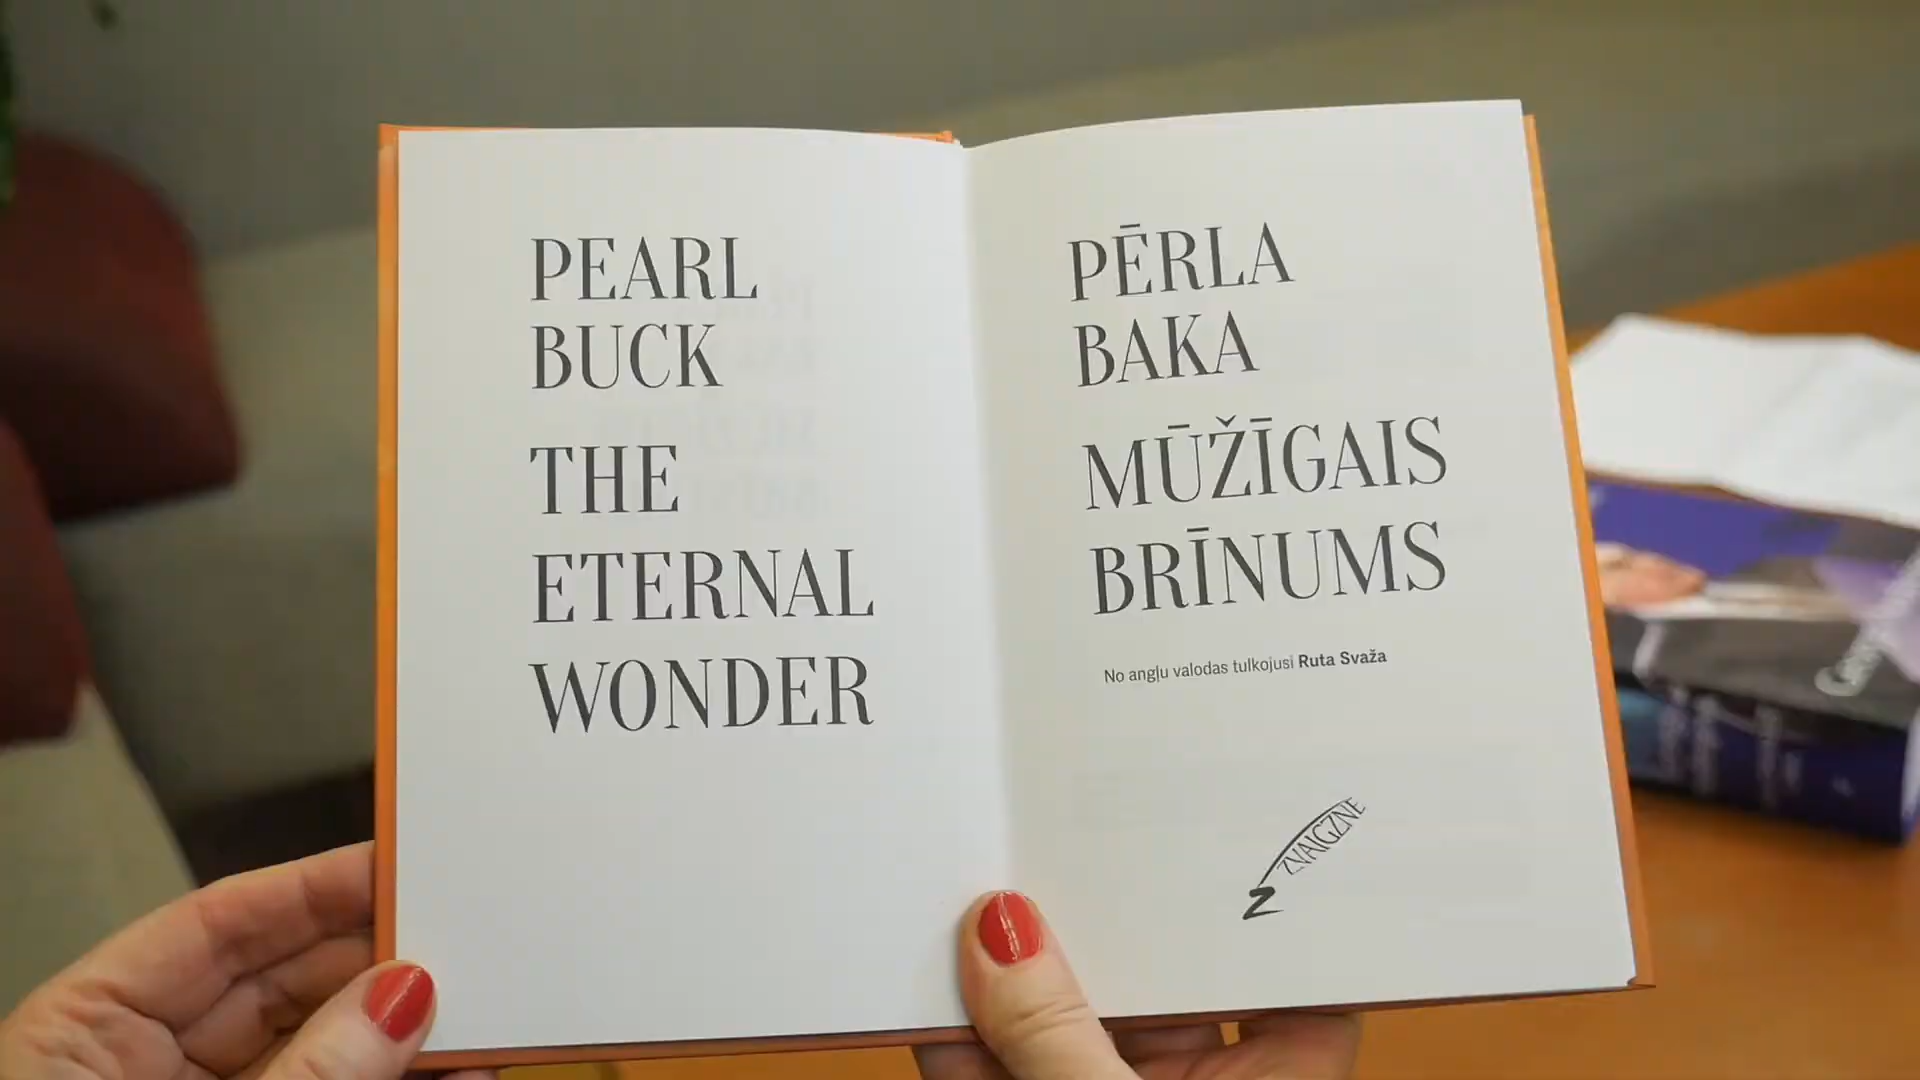 PEARL
BUCK
THE
ETERNAL
WONDER
PĒRLA
BAKA
MŪŽĪGAIS
BRĪNUMS
No angļu valodas tulkojusi Ruta Svaža
ZVAIGZNE
Z